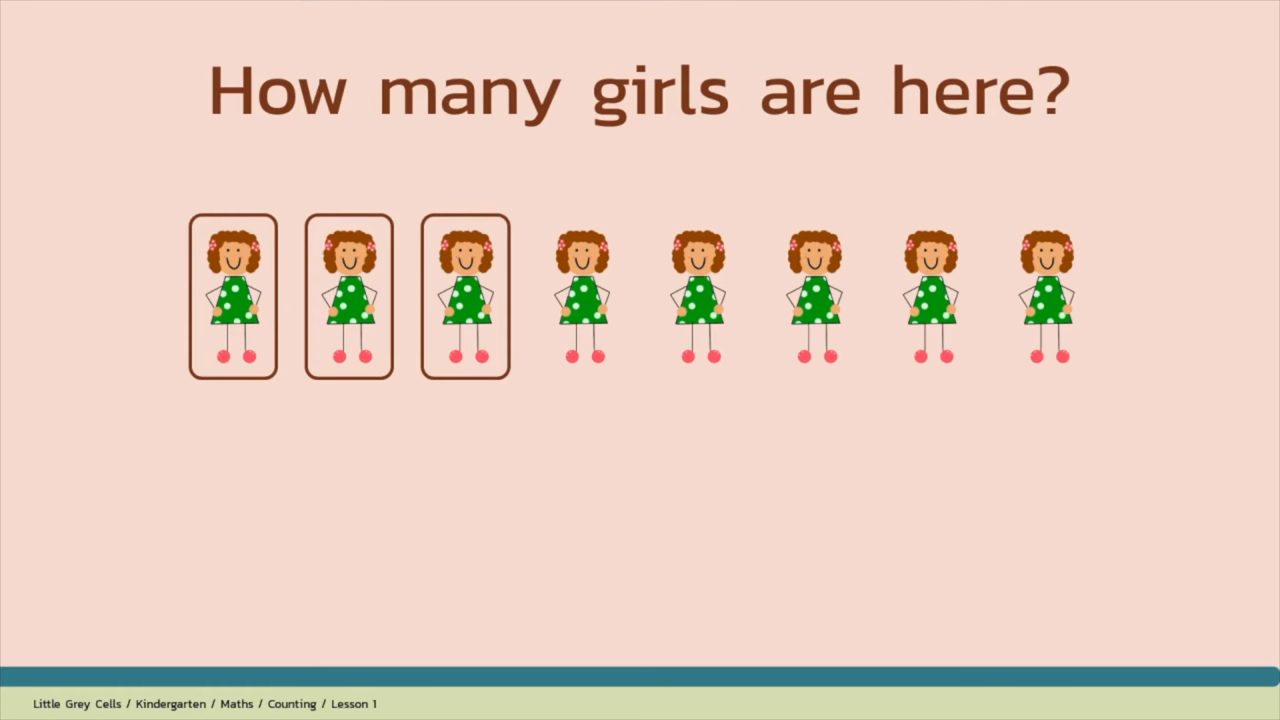 How many girls are here?
Little Grey Cells / Kindergarten / Maths / Counting / Lesson 1